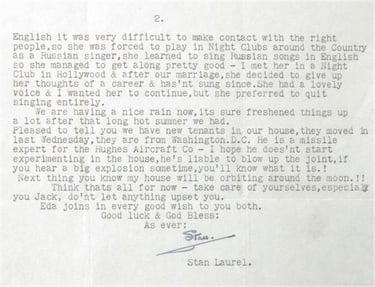 2.
English it was very difficult to make contact with the right
people,so she was forced to play in Night Clubs around the Country
as a Russian singer,she learned to sing Russian songs in English
so she managed to get along pretty good - I met her in a Night
Club in Hollywood & after our marriage,she decided to give up
her thoughts of a career & has'nt sung since.She had a lovely
voice & I wanted her to continue,but she preferred to quit
singing entirely.
We are having a nice rain now,its sure freshened things up
a lot after that long hot summer we had.
Pleased to tell you we have new tenants in our house,they moved in
last Wednesday,they are from Washington.D.C. He is a missile
expert for the Hughes Aircraft Co - I hope he does'nt start
experimenting in the house,he's liable to blow up the joint,if
you hear a big explosion sometime,you'll know what it is.!
Next thing you know my house will be orbiting around the moon.!!
Think thats all for now - take care of yourselves,especialy
you Jack, do'nt let anything upset you.
Eda joins in every good wish to you both.
Good luck & God Bless:
As ever:
Stan.
Stan Laurel.